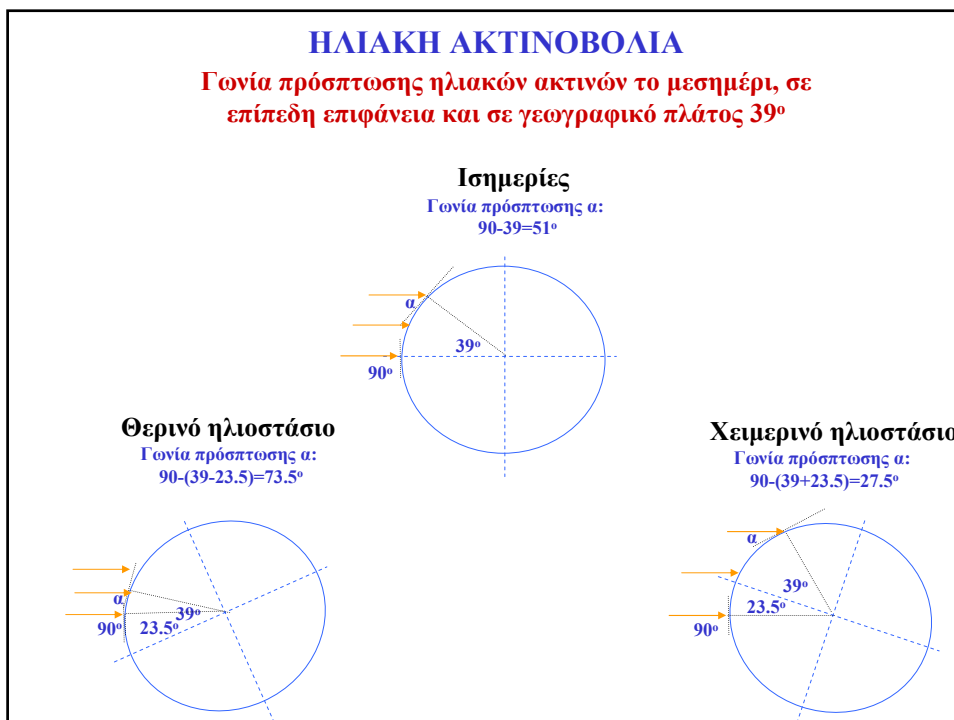 ΗΛΙΑΚΗ ΑΚΤΙΝΟΒΟΛΙΑ
Γωνία πρόσπτωσης ηλιακών ακτινών το μεσημέρι, σε
επίπεδη επιφάνεια και σε γεωγραφικό πλάτος 39ο
Ισημερίες
Γωνία πρόσπτωσης α:
90-39=51ο
α
39ο
90ο
Θερινό ηλιοστάσιο
Γωνία πρόσπτωσης α:
90-(39-23.5)=73.5ο
α
39ο
90ο
23.5ο
Χειμερινό ηλιοστάσιο
Γωνία πρόσπτωσης α:
90-(39+23.5)=27.5ο
α
39ο
23.5ο
90ο